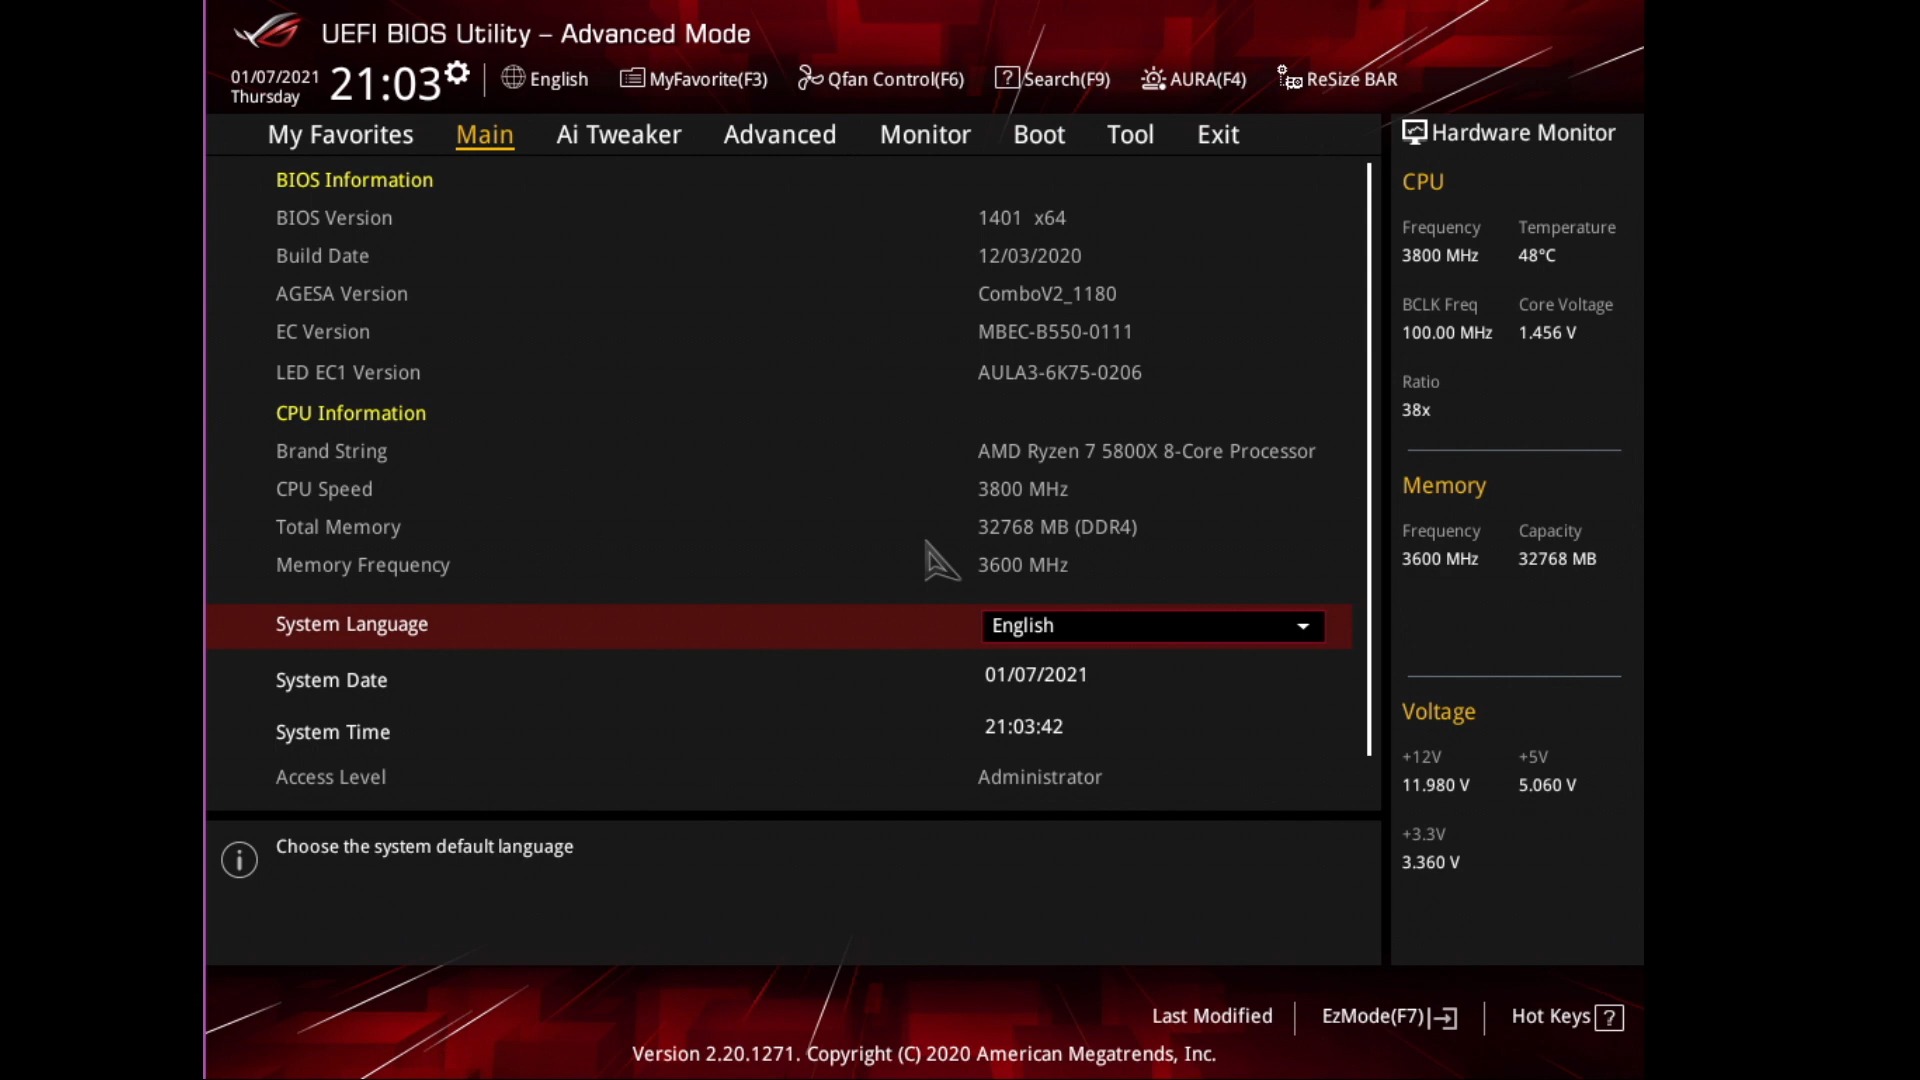 UEFI BIOS Utility – Advanced Mode
01/07/2021
Thursday
21:03
English
MyFavorite(F3)
Qfan Control(F6)
? Search(F9)
AURA(F4)
ReSize BAR
My Favorites Main Ai Tweaker Advanced Monitor Boot Tool Exit
BIOS Information
BIOS Version 1401 x64
Build Date 12/03/2020
AGESA Version ComboV2_1180
EC Version MBEC-B550-0111
LED EC1 Version AULA3-6K75-0206
CPU Information
Brand String AMD Ryzen 7 5800X 8-Core Processor
CPU Speed 3800 MHz
Total Memory 32768 MB (DDR4)
Memory Frequency 3600 MHz
System Language English
System Date 01/07/2021
System Time 21:03:42
Access Level Administrator
i Choose the system default language
Hardware Monitor
CPU
Frequency Temperature
3800 MHz 48°C
BCLK Freq Core Voltage
100.00 MHz 1.456 V
Ratio
38x
Memory
Frequency Capacity
3600 MHz 32768 MB
Voltage
+12V +5V
11.980 V 5.060 V
+3.3V
3.360 V
Last Modified
EzMode(F7)
Hot Keys ?
Version 2.20.1271. Copyright (C) 2020 American Megatrends, Inc.